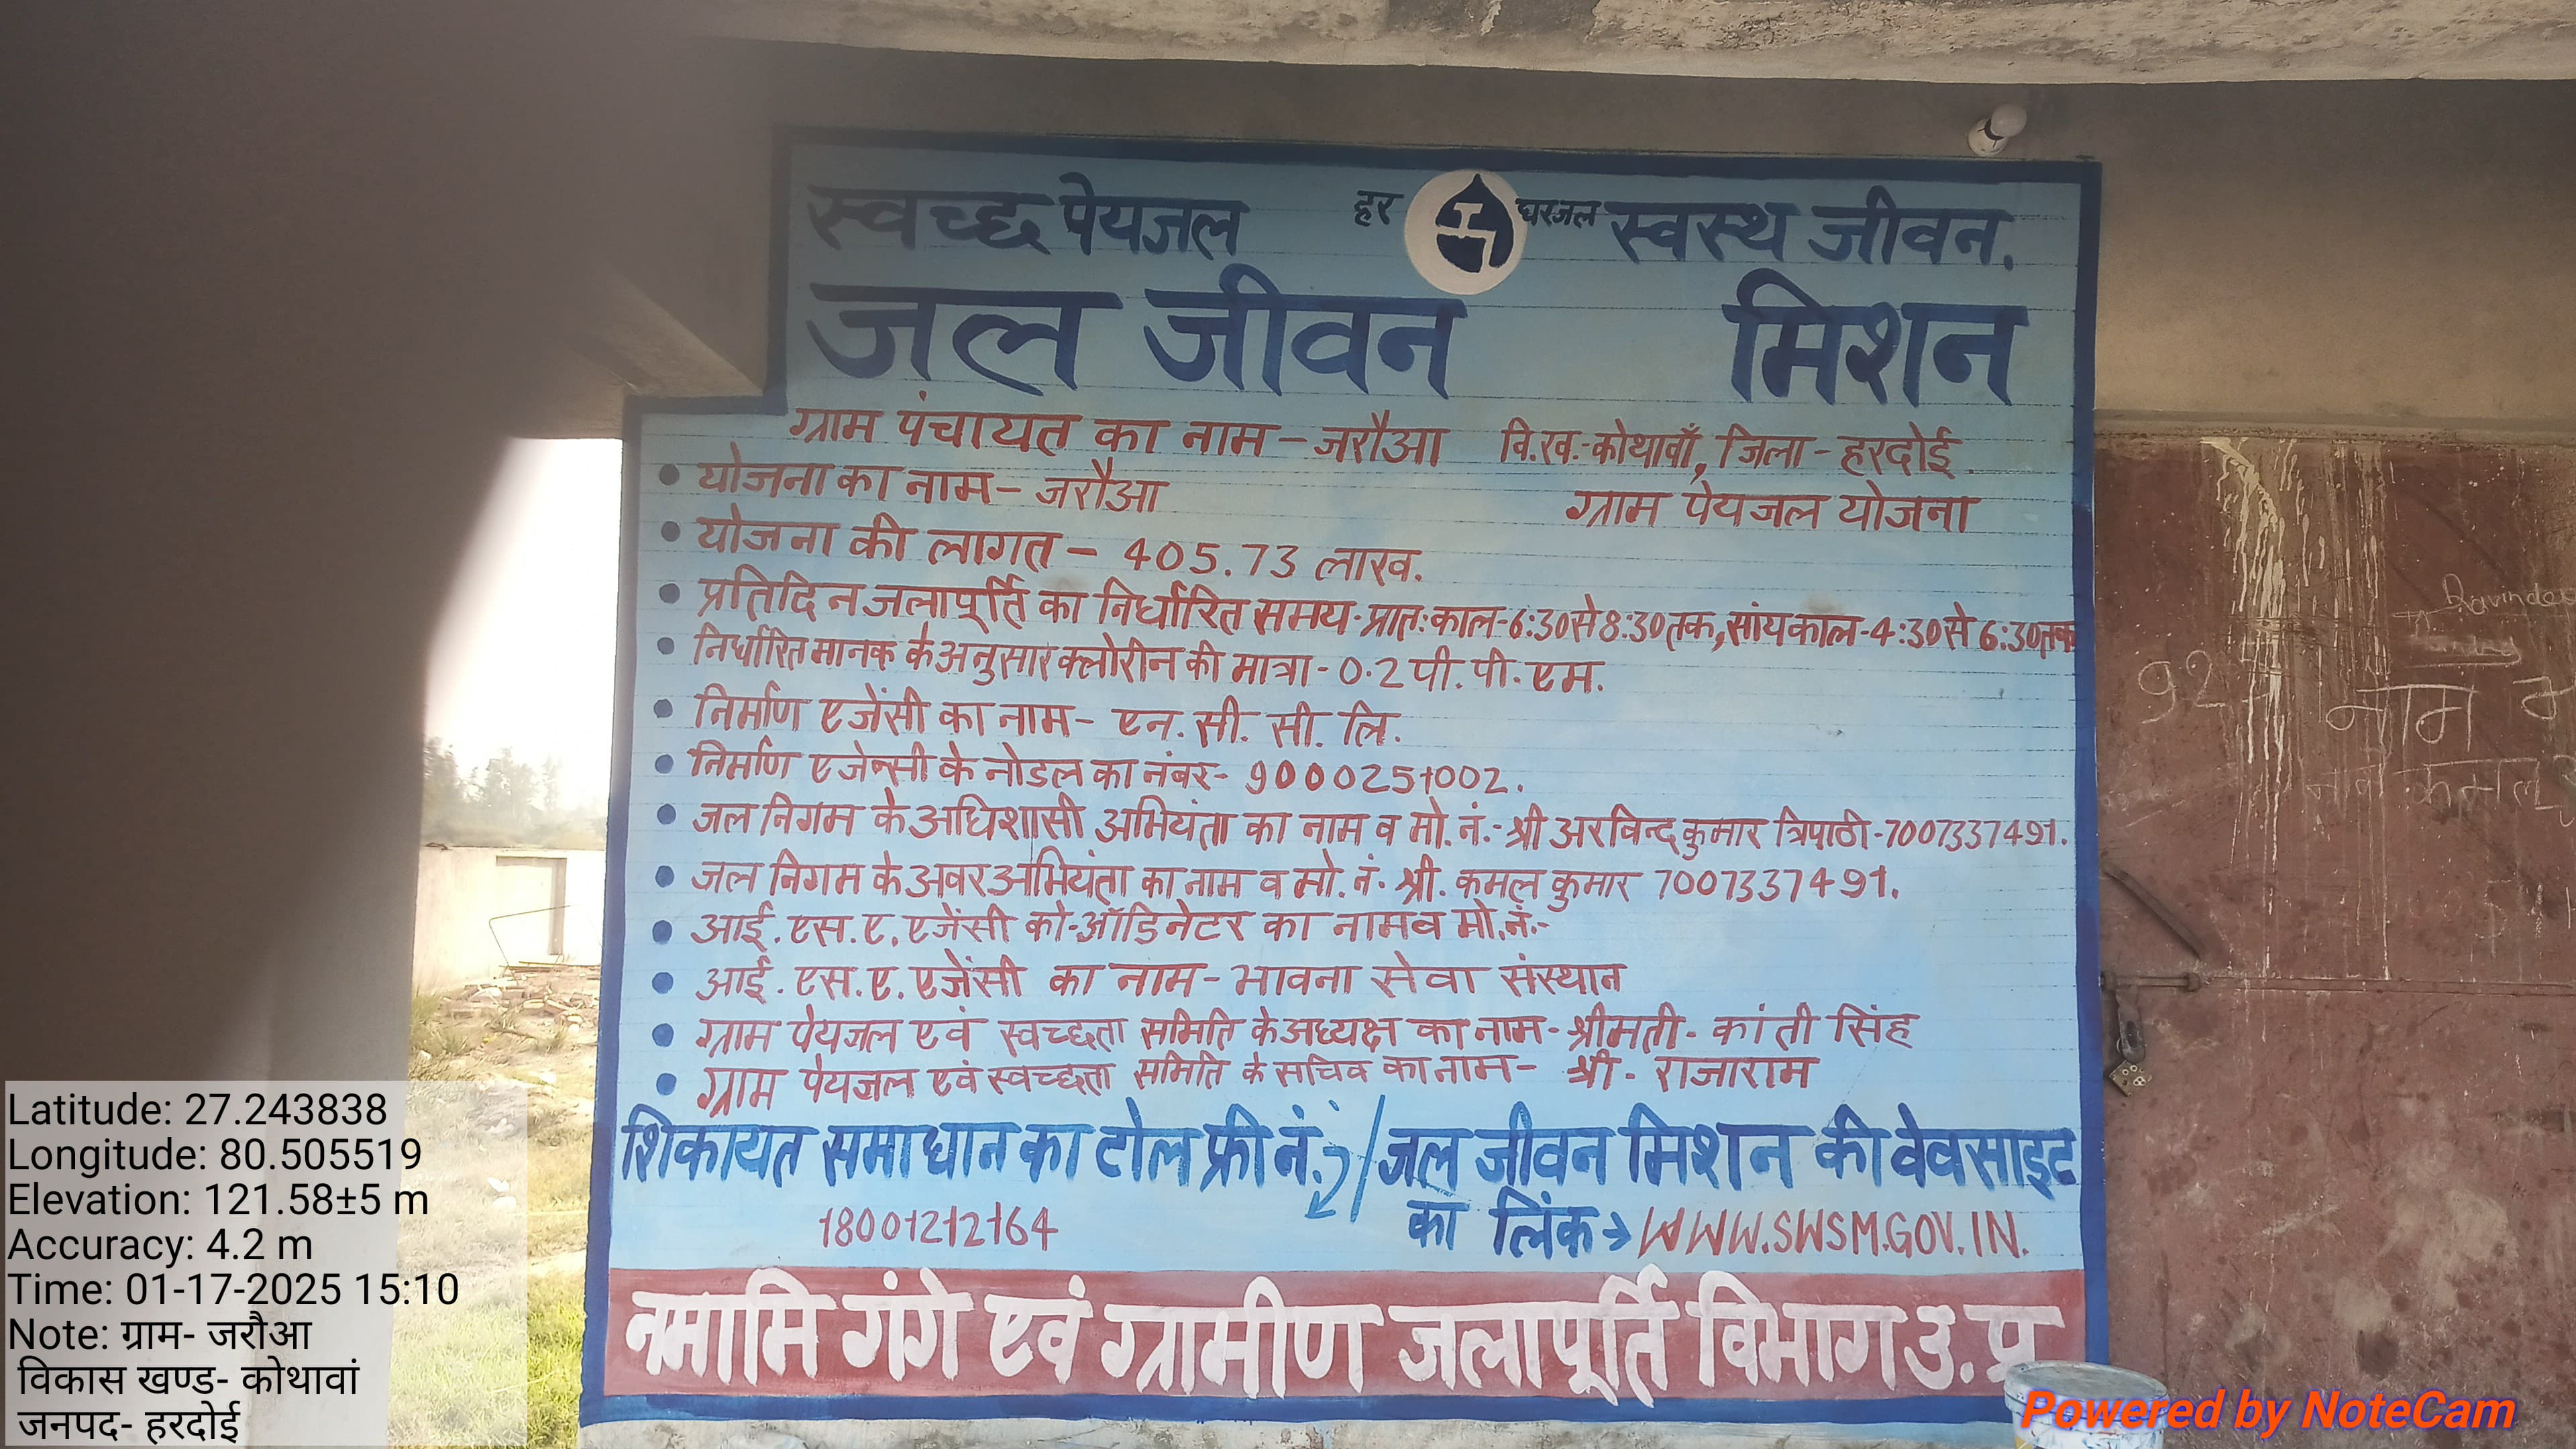 स्वच्छ पेयजल हर घरजल स्वस्थ जीवन.
जल जीवन मिशन
ग्राम पंचायत का नाम - जरौआ वि.ख.-कोथावाँ, जिला - हरदोई.
• योजना का नाम - जरौआ ग्राम पेयजल योजना
• योजना की लागत - 405.73 लाख.
• प्रतिदिन जलापूर्ति का निर्धारित समय-प्रातःकाल-6:30से8:30तक,सांयकाल-4:30से 6:30तक
• निर्धारित मानक के अनुसार क्लोरीन की मात्रा - 0.2 पी.पी.एम.
• निर्माण एजेंसी का नाम - एन.सी.सी.लि.
• निर्माण एजेन्सी के नोडल का नंबर- 9000251002.
• जल निगम के अधिशासी अभियंता का नाम व मो.नं.-श्री अरविन्द कुमार त्रिपाठी-7007337491.
• जल निगम के अवर अभियंता का नाम व मो.नं. श्री. कमल कुमार 7007337491.
• आई.एस.ए.एजेंसी को-ऑडिनेटर का नामव मो.नं.-
• आई.एस.ए.एजेंसी का नाम - भावना सेवा संस्थान
• ग्राम पेयजल एवं स्वच्छता समिति के अध्यक्ष का नाम - श्रीमती - कांती सिंह
• ग्राम पेयजल एवं स्वच्छता समिति के सचिव का नाम - श्री - राजाराम
शिकायत समाधान का टोल फ्री नं. / जल जीवन मिशन की वेवसाइट
18001212164 का लिंक → WWW.SWSM.GOV.IN.
नमामि गंगे एवं ग्रामीण जलापूर्ति विभाग उ.प्र
Ravinder
92
नाम
कमल
Latitude: 27.243838
Longitude: 80.505519
Elevation: 121.58±5 m
Accuracy: 4.2 m
Time: 01-17-2025 15:10
Note: ग्राम- जरौआ
विकास खण्ड- कोथावां
जनपद- हरदोई
Powered by NoteCam